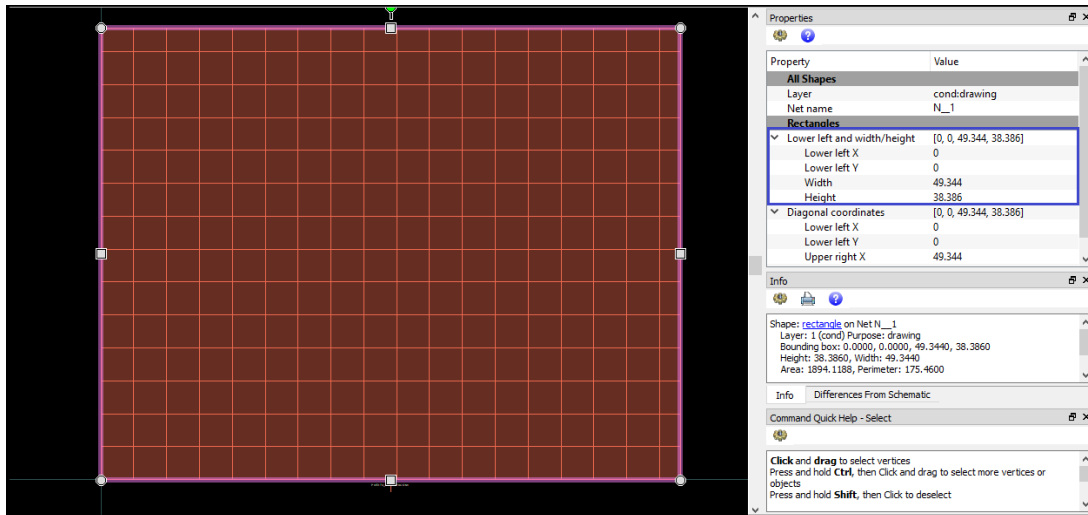 Properties
Property Value
All Shapes
Layer cond:drawing
Net name N__1
Rectangles
Lower left and width/height [0, 0, 49.344, 38.386]
Lower left X 0
Lower left Y 0
Width 49.344
Height 38.386
Diagonal coordinates [0, 0, 49.344, 38.386]
Lower left X 0
Lower left Y 0
Upper right X 49.344
Info
Shape: rectangle on Net N__1
Layer: 1 (cond) Purpose: drawing
Bounding box: 0.0000, 0.0000, 49.3440, 38.3860
Height: 38.3860, Width: 49.3440
Area: 1894.1188, Perimeter: 175.4600
Info Differences From Schematic
Command Quick Help - Select
Click and drag to select vertices
Press and hold Ctrl, then Click and drag to select more vertices or
objects
Press and hold Shift, then Click to deselect